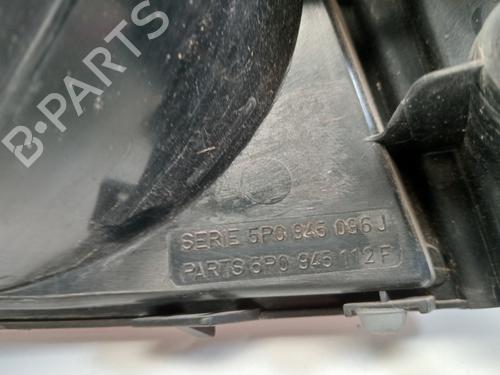 B-PARTS
SERIE 5P0 945 096 J
PARTS 5P0 945 112 F